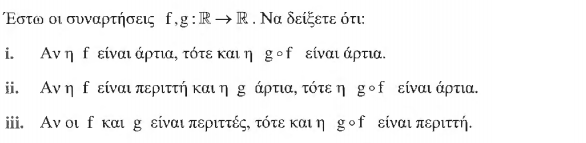 Έστω οι συναρτήσεις f,g:ℝ→ℝ. Να δείξετε ότι:
i. Αν η f είναι άρτια, τότε και η g∘f είναι άρτια.
ii. Αν η f είναι περιττή και η g άρτια, τότε η g∘f είναι άρτια.
iii. Αν οι f και g είναι περιττές, τότε και η g∘f είναι περιττή.